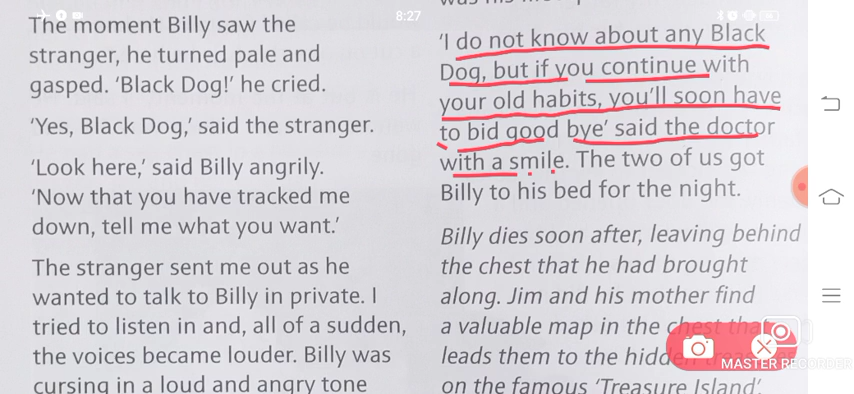 8:27
The moment Billy saw the
stranger, he turned pale and
gasped. ‘Black Dog!’ he cried.
‘Yes, Black Dog,’ said the stranger.
‘Look here,’ said Billy angrily.
‘Now that you have tracked me
down, tell me what you want.’
The stranger sent me out as he
wanted to talk to Billy in private. I
tried to listen in and, all of a sudden,
the voices became louder. Billy was
cursing in a loud and angry tone
‘I do not know about any Black
Dog, but if you continue with
your old habits, you’ll soon have
to bid good bye’ said the doctor
with a smile. The two of us got
Billy to his bed for the night.
Billy dies soon after, leaving behind
the chest that he had brought
along. Jim and his mother find
a valuable map in the chest that
leads them to the hidden
on the famous ‘Treasure Island’.
MASTER RECORDER